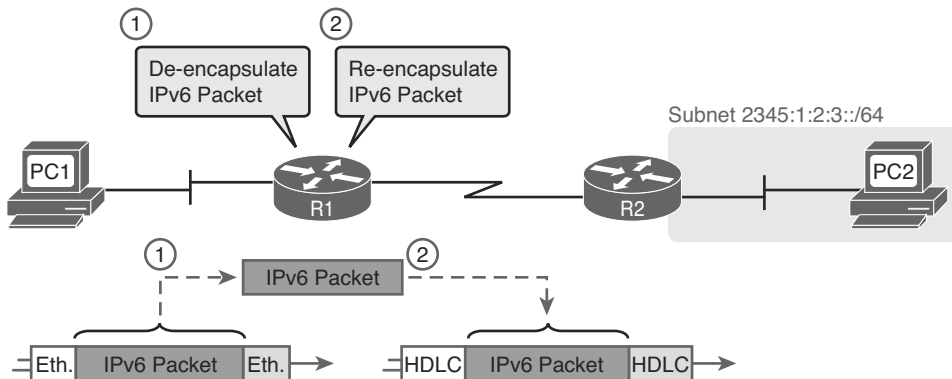 1
2
De-encapsulate
IPv6 Packet
Re-encapsulate
IPv6 Packet
Subnet 2345:1:2:3::/64
PC1
R1
R2
PC2
1
IPv6 Packet
2
Eth. IPv6 Packet Eth.
HDLC IPv6 Packet HDLC